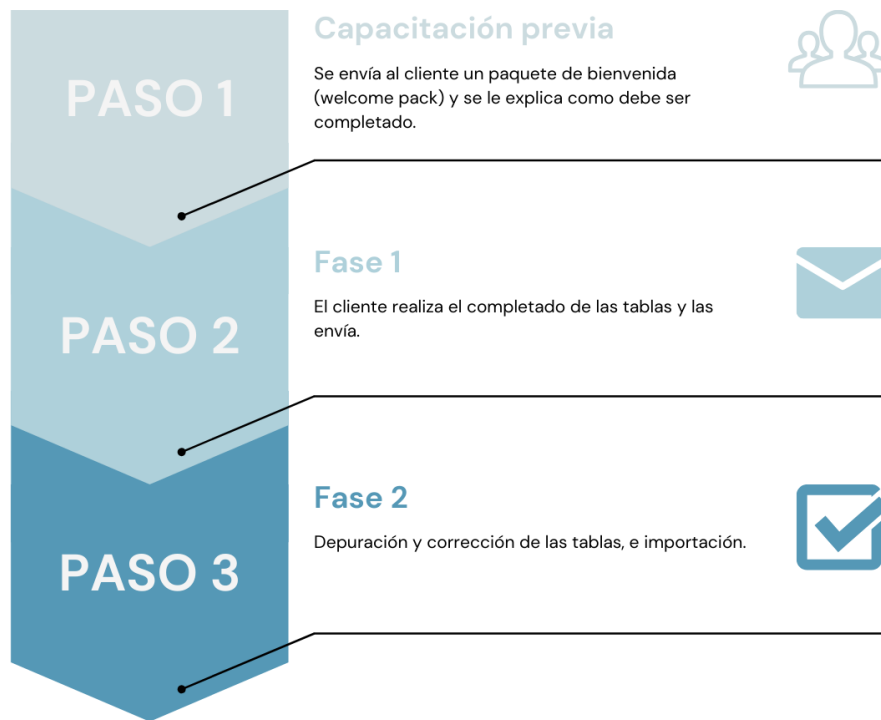 PASO 1
Capacitación previa
Se envía al cliente un paquete de bienvenida
(welcome pack) y se le explica como debe ser
completado.
PASO 2
Fase 1
El cliente realiza el completado de las tablas y las
envía.
PASO 3
Fase 2
Depuración y corrección de las tablas, e importación.